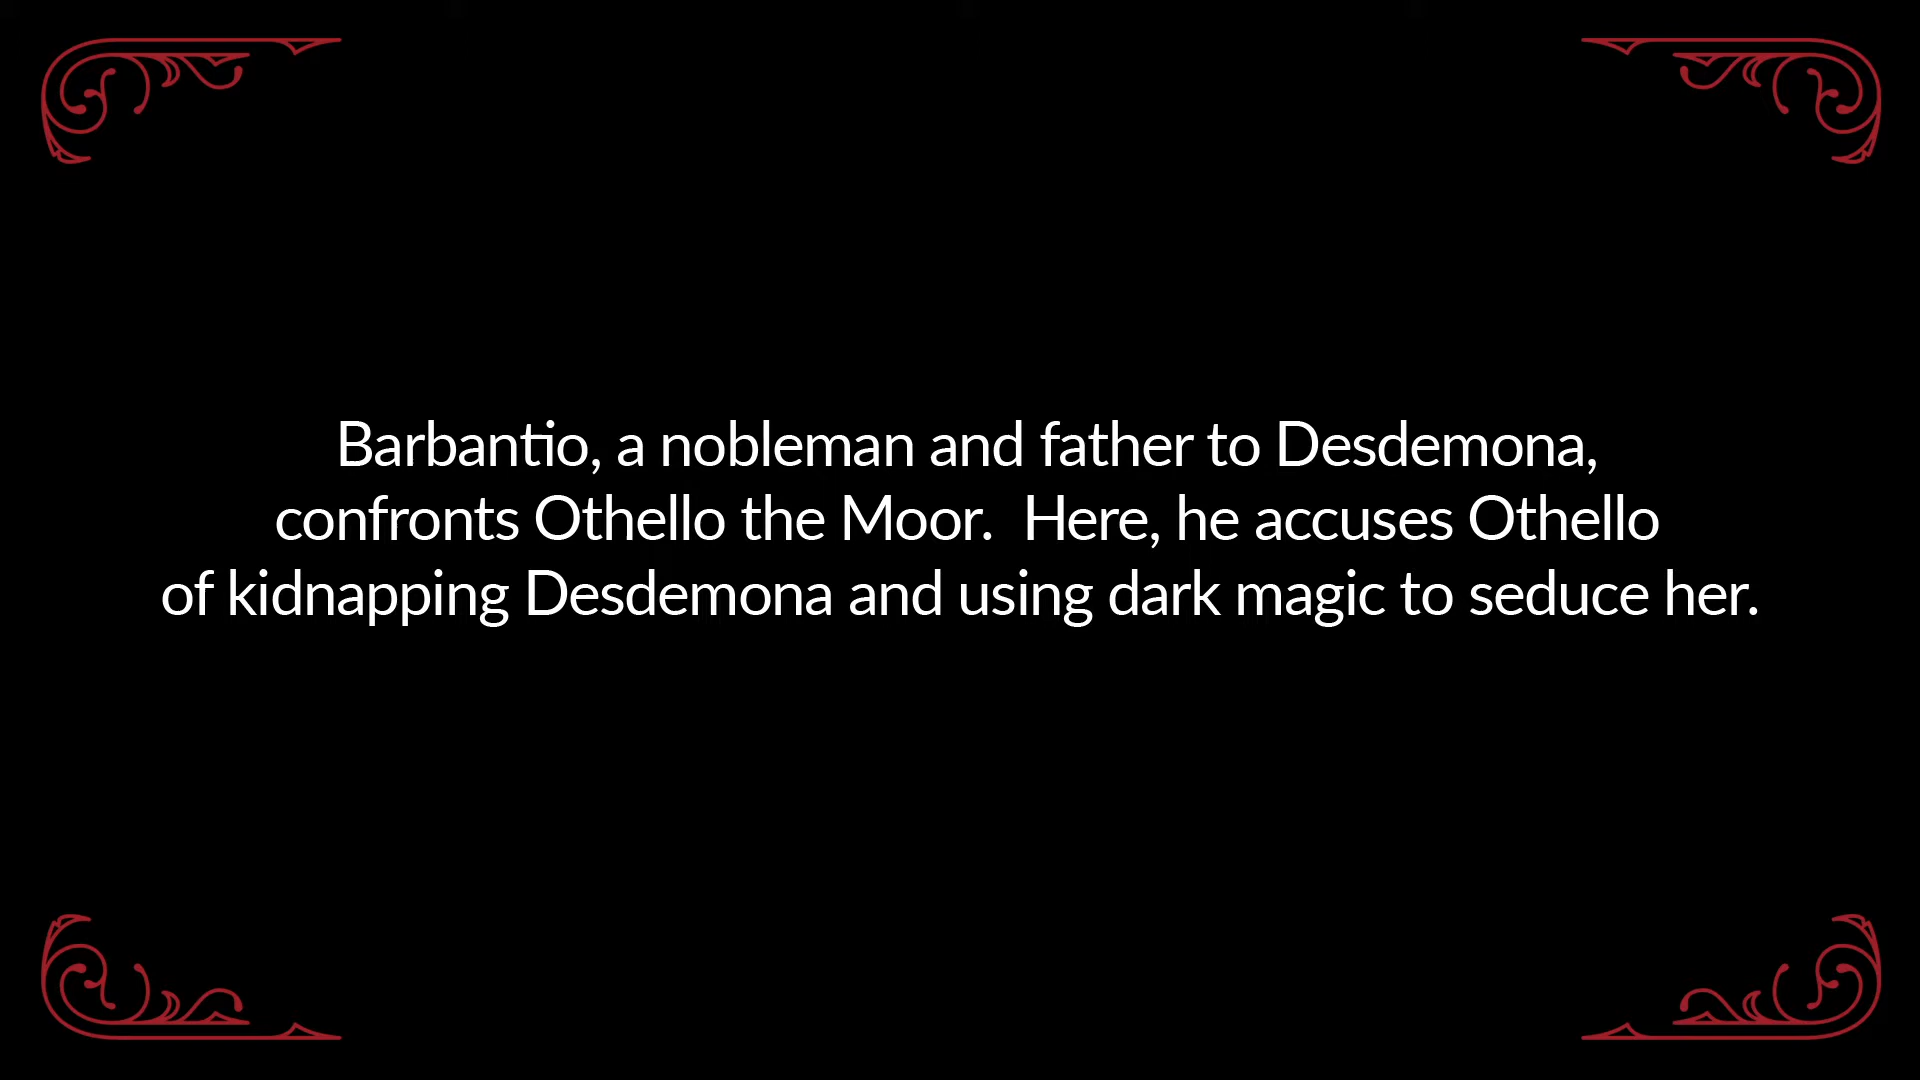 Barbantio, a nobleman and father to Desdemona,
confronts Othello the Moor.  Here, he accuses Othello
of kidnapping Desdemona and using dark magic to seduce her.